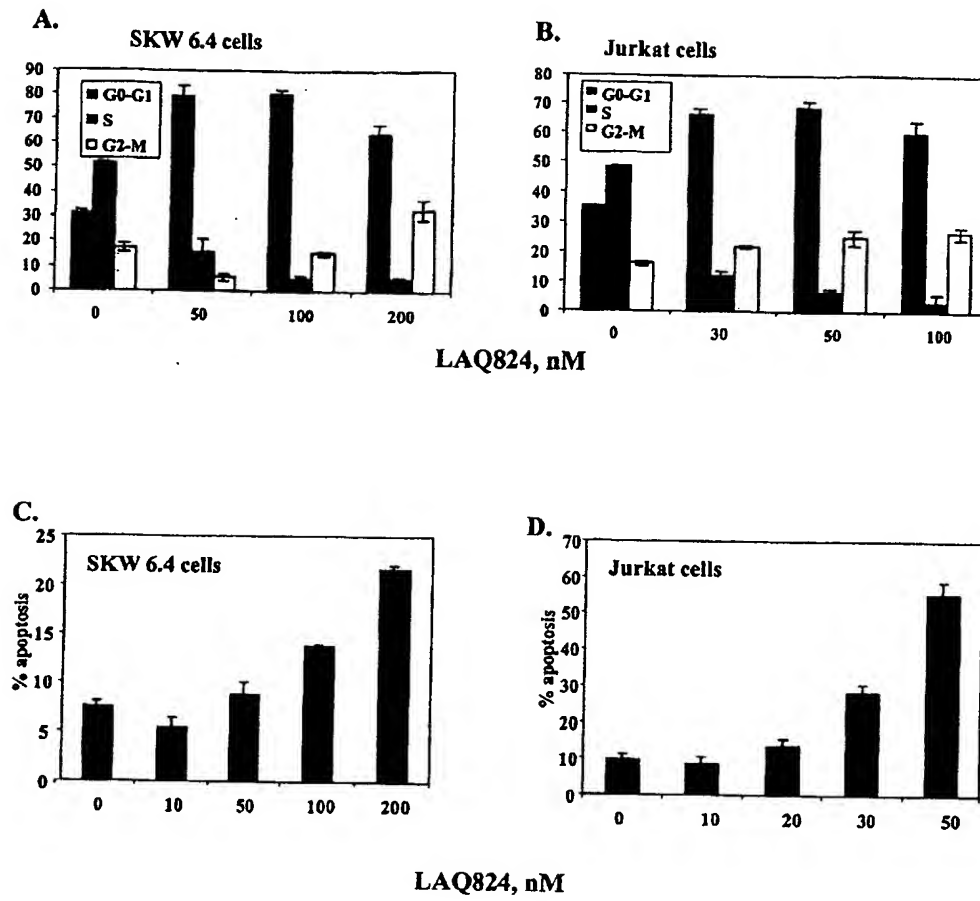 A.
SKW 6.4 cells
90
80
70
60
50
40
30
20
10
0
G0-G1
S
G2-M
0 50 100 200
B.
Jurkat cells
80
70
60
50
40
30
20
10
0
G0-G1
S
G2-M
0 30 50 100
LAQ824, nM
C.
SKW 6.4 cells
% apoptosis
25
20
15
10
5
0
0 10 50 100 200
D.
Jurkat cells
% apoptosis
70
60
50
40
30
20
10
0
0 10 20 30 50
LAQ824, nM